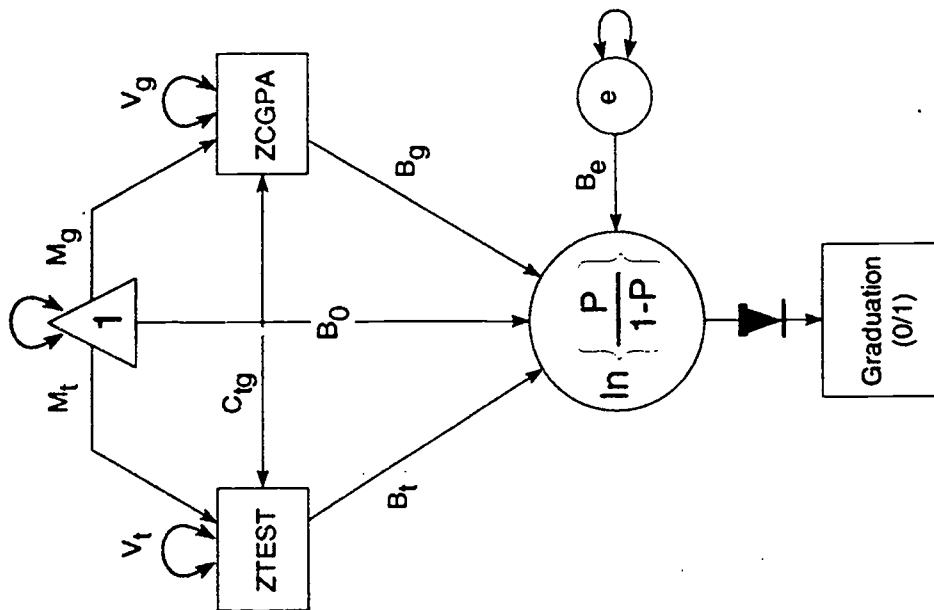 V_g
ZCGPA
M_g
1
M_t
B_0
C_tg
V_t
ZTEST
B_g
B_t
e
B_e
ln { P / 1-P }
Graduation
(0/1)